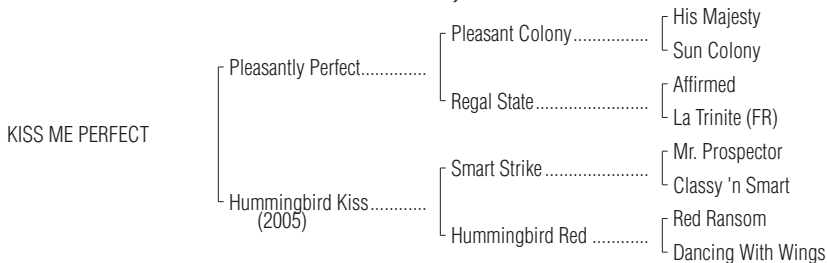 His Majesty
Pleasant Colony................
Sun Colony
Pleasantly Perfect..............
Affirmed
Regal State........................
La Trinite (FR)
KISS ME PERFECT
Mr. Prospector
Smart Strike......................
Classy 'n Smart
Hummingbird Kiss............
(2005)
Red Ransom
Hummingbird Red ............
Dancing With Wings